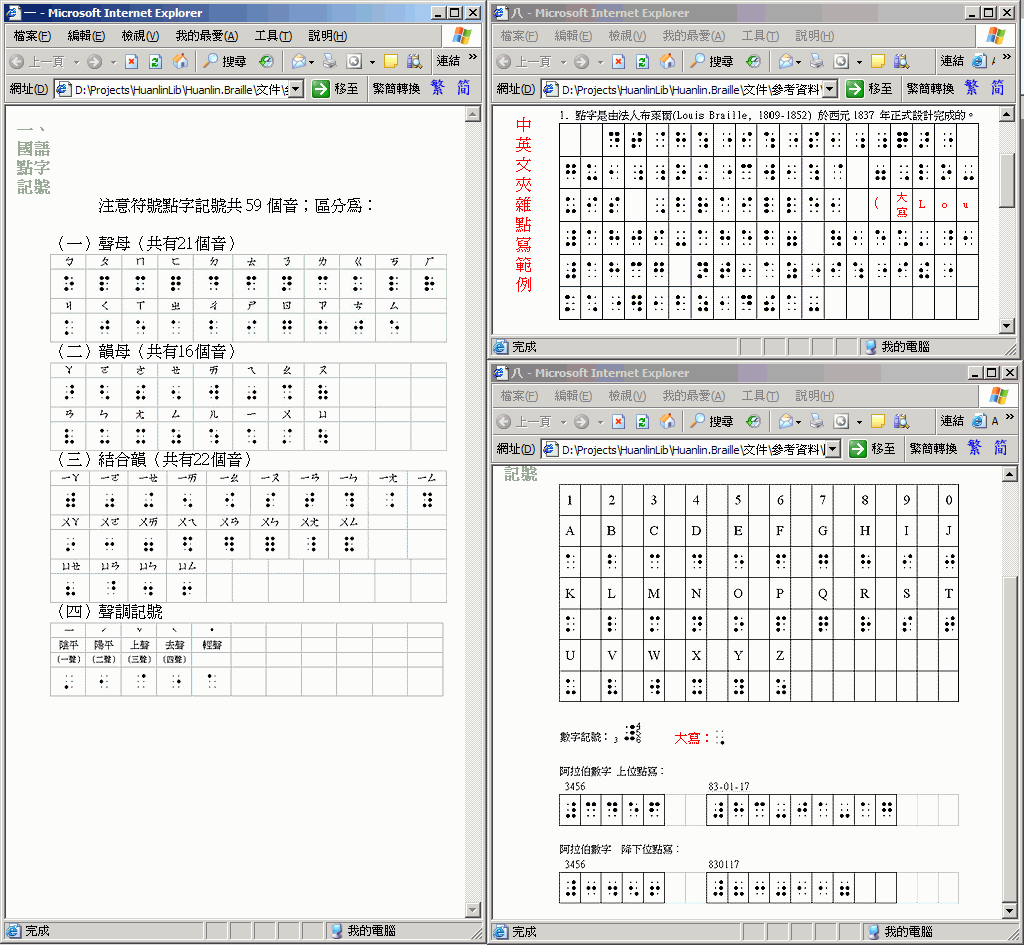 一 - Microsoft Internet Explorer
檔案(F) 編輯(E) 檢視(V) 我的最愛(A) 工具(T) 說明(H)
上一頁 搜尋 連結 »
網址(D) D:\Projects\HuanlinLib\Huanlin.Braille\文件\參 移至 繁簡轉換 繁 简
二、
國語
點字
記號
注意符號點字記號共 59 個音；區分為：
（一）聲母（共有21個音）
ㄅ ㄆ ㄇ ㄈ ㄉ ㄊ ㄋ ㄌ ㄍ ㄎ ㄏ
ㄐ ㄑ ㄒ ㄓ ㄔ ㄕ ㄖ ㄗ ㄘ ㄙ
（二）韻母（共有16個音）
ㄚ ㄛ ㄜ ㄝ ㄞ ㄟ ㄠ ㄡ
ㄢ ㄣ ㄤ ㄥ ㄦ ㄧ ㄨ ㄩ
（三）結合韻（共有22個音）
ㄧㄚ ㄧㄛ ㄧㄝ ㄧㄞ ㄧㄠ ㄧㄡ ㄧㄢ ㄧㄣ ㄧㄤ ㄧㄥ
ㄨㄚ ㄨㄛ ㄨㄞ ㄨㄟ ㄨㄢ ㄨㄣ ㄨㄤ ㄨㄥ
ㄩㄝ ㄩㄢ ㄩㄣ ㄩㄥ
（四）聲調記號
ㄧ ˊ ˇ ˋ ˙
陰平 陽平 上聲 去聲 輕聲
(一聲) (二聲) (三聲) (四聲)
完成 我的電腦
八 - Microsoft Internet Explorer
檔案(F) 編輯(E) 檢視(V) 我的最愛(A) 工具(T) 說明(H)
上一頁 搜尋 連結 »
網址(D) D:\Projects\HuanlinLib\Huanlin.Braille\文件\參考資料\ 移至 繁簡轉換 繁 简
中英文夾雜點寫範例
1. 點字是由法人布萊爾(Louis Braille, 1809-1852) 於西元 1837 年正式設計完成的。
( 大寫 L o u
完成 我的電腦
八 - Microsoft Internet Explorer
檔案(F) 編輯(E) 檢視(V) 我的最愛(A) 工具(T) 說明(H)
上一頁 搜尋 連結 A »
網址(D) D:\Projects\HuanlinLib\Huanlin.Braille\文件\參考資料\ 移至 繁簡轉換 繁 简
記號
1 2 3 4 5 6 7 8 9 0
A B C D E F G H I J
K L M N O P Q R S T
U V W X Y Z
數字記號： 3 4 5 6 大寫：
阿拉伯數字 上位點寫：
3456 83-01-17
阿拉伯數字 降下位點寫：
3456 830117
完成 我的電腦